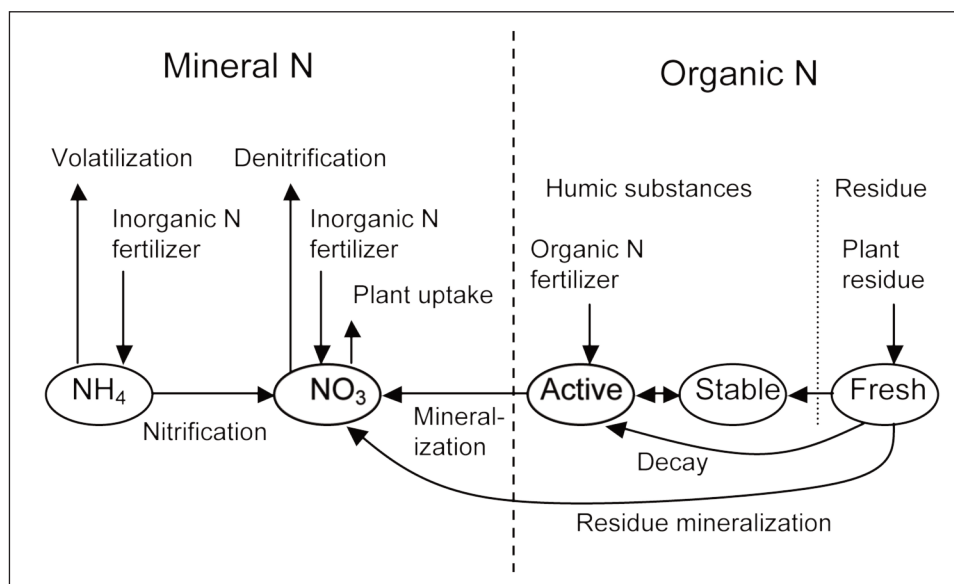 Mineral N
Organic N
Volatilization
Denitrification
Humic substances
Residue
Inorganic N
fertilizer
Inorganic N
fertilizer
Organic N
fertilizer
Plant
residue
Plant uptake
NH₄
NO₃
Active
Stable
Fresh
Nitrification
Mineral-
ization
Decay
Residue mineralization